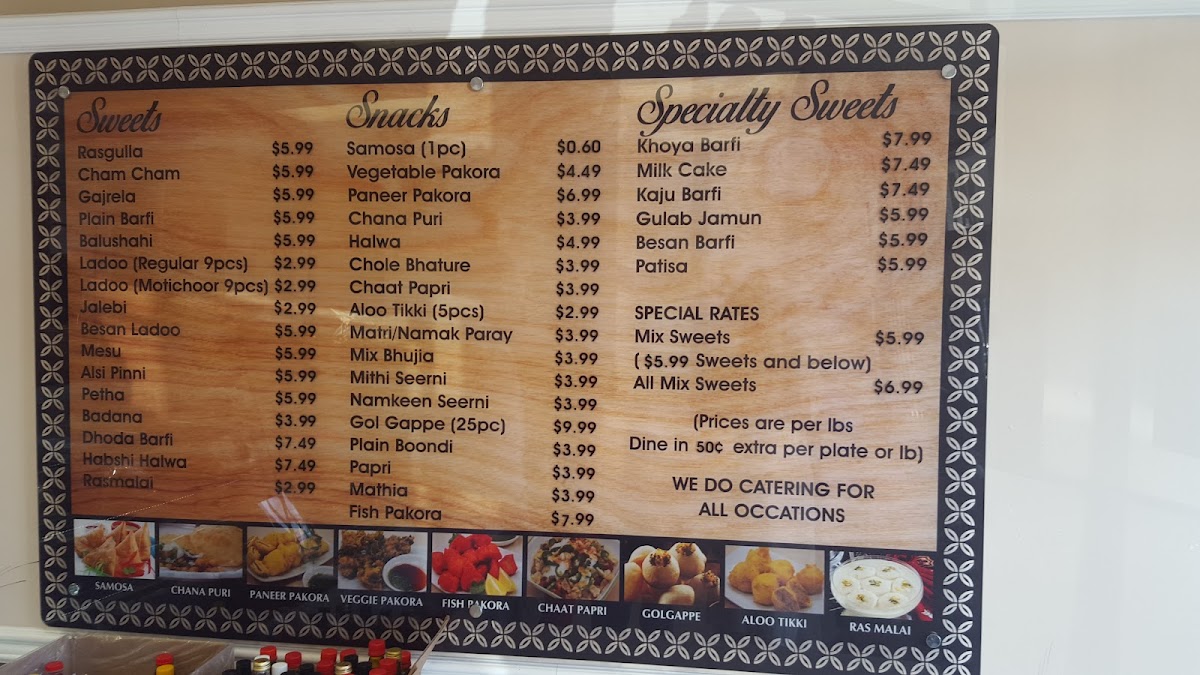 Sweets
Rasgulla $5.99
Cham Cham $5.99
Gajrela $5.99
Plain Barfi $5.99
Balushahi $5.99
Ladoo (Regular 9pcs) $2.99
Ladoo (Motichoor 9pcs) $2.99
Jalebi $2.99
Besan Ladoo $5.99
Mesu $5.99
Alsi Pinni $5.99
Petha $5.99
Badana $3.99
Dhoda Barfi $7.49
Habshi Halwa $7.49
Rasmalai $2.99
Snacks
Samosa (1pc) $0.60
Vegetable Pakora $4.49
Paneer Pakora $6.99
Chana Puri $3.99
Halwa $4.99
Chole Bhature $3.99
Chaat Papri $3.99
Aloo Tikki (5pcs) $2.99
Matri/Namak Paray $3.99
Mix Bhujia $3.99
Mithi Seerni $3.99
Namkeen Seerni $3.99
Gol Gappe (25pc) $9.99
Plain Boondi $3.99
Papri $3.99
Mathia $3.99
Fish Pakora $7.99
Specialty Sweets
Khoya Barfi $7.99
Milk Cake $7.49
Kaju Barfi $7.49
Gulab Jamun $5.99
Besan Barfi $5.99
Patisa $5.99
SPECIAL RATES
Mix Sweets $5.99
( $5.99 Sweets and below)
All Mix Sweets $6.99
(Prices are per lbs
Dine in 50¢ extra per plate or lb)
WE DO CATERING FOR
ALL OCCATIONS
SAMOSA
CHANA PURI
PANEER PAKORA
VEGGIE PAKORA
FISH PAKORA
CHAAT PAPRI
GOLGAPPE
ALOO TIKKI
RAS MALAI